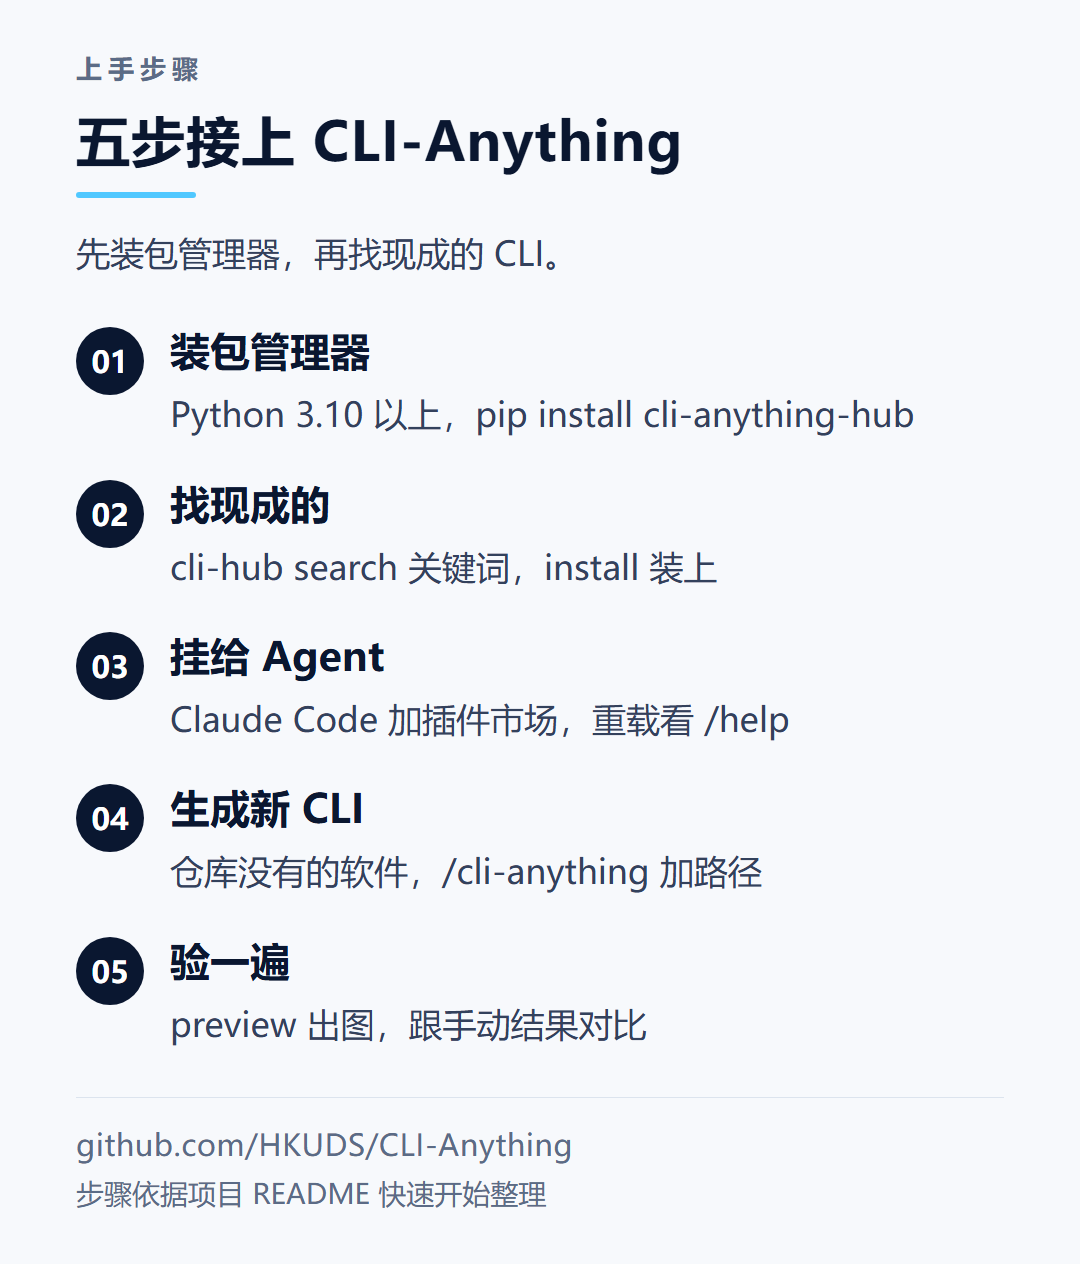 上手步骤
五步接上 CLI-Anything
先装包管理器，再找现成的 CLI。
01
装包管理器
Python 3.10 以上，pip install cli-anything-hub
02
找现成的
cli-hub search 关键词，install 装上
03
挂给 Agent
Claude Code 加插件市场，重载看 /help
04
生成新 CLI
仓库没有的软件，/cli-anything 加路径
05
验一遍
preview 出图，跟手动结果对比
github.com/HKUDS/CLI-Anything
步骤依据项目 README 快速开始整理